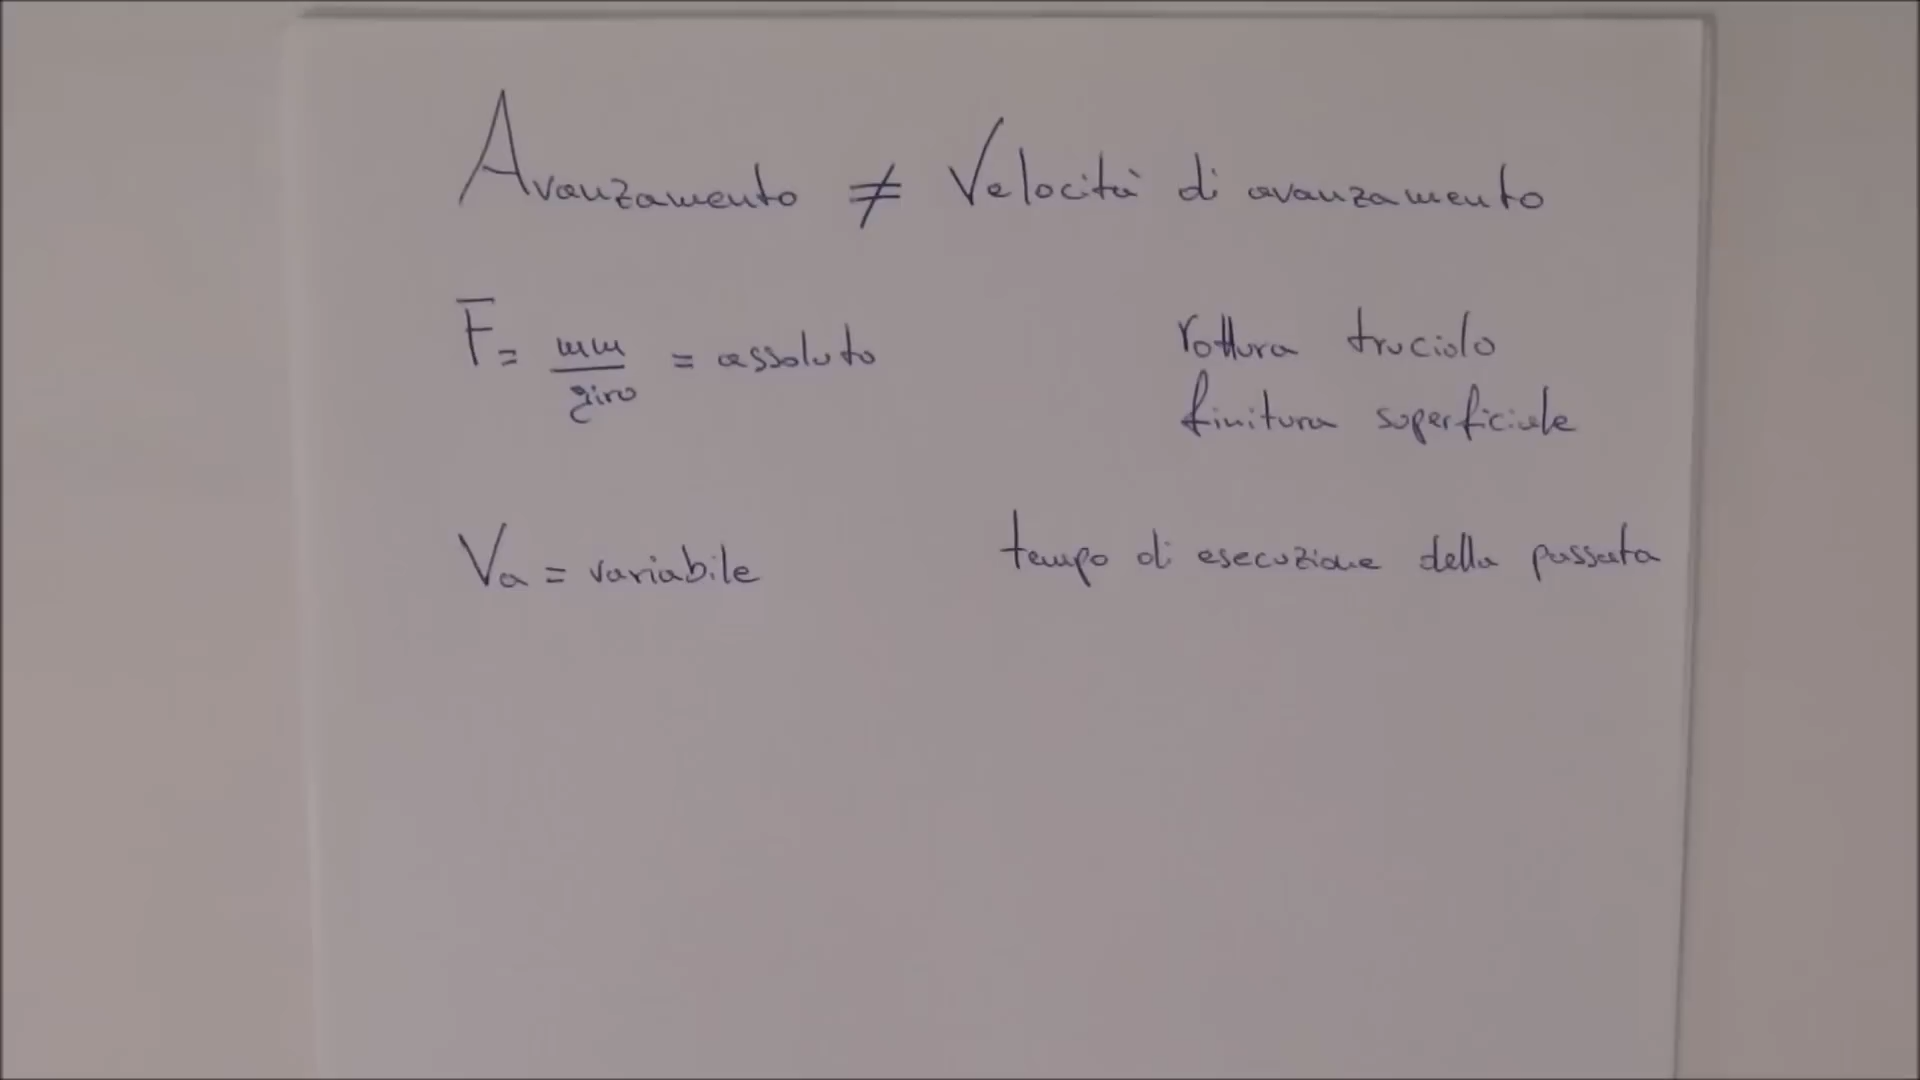 Avanzamento ≠ Velocità di avanzamento
F = mm/giro = assoluto
rottura truciolo
finitura superficiale
Va = variabile
tempo di esecuzione della passata